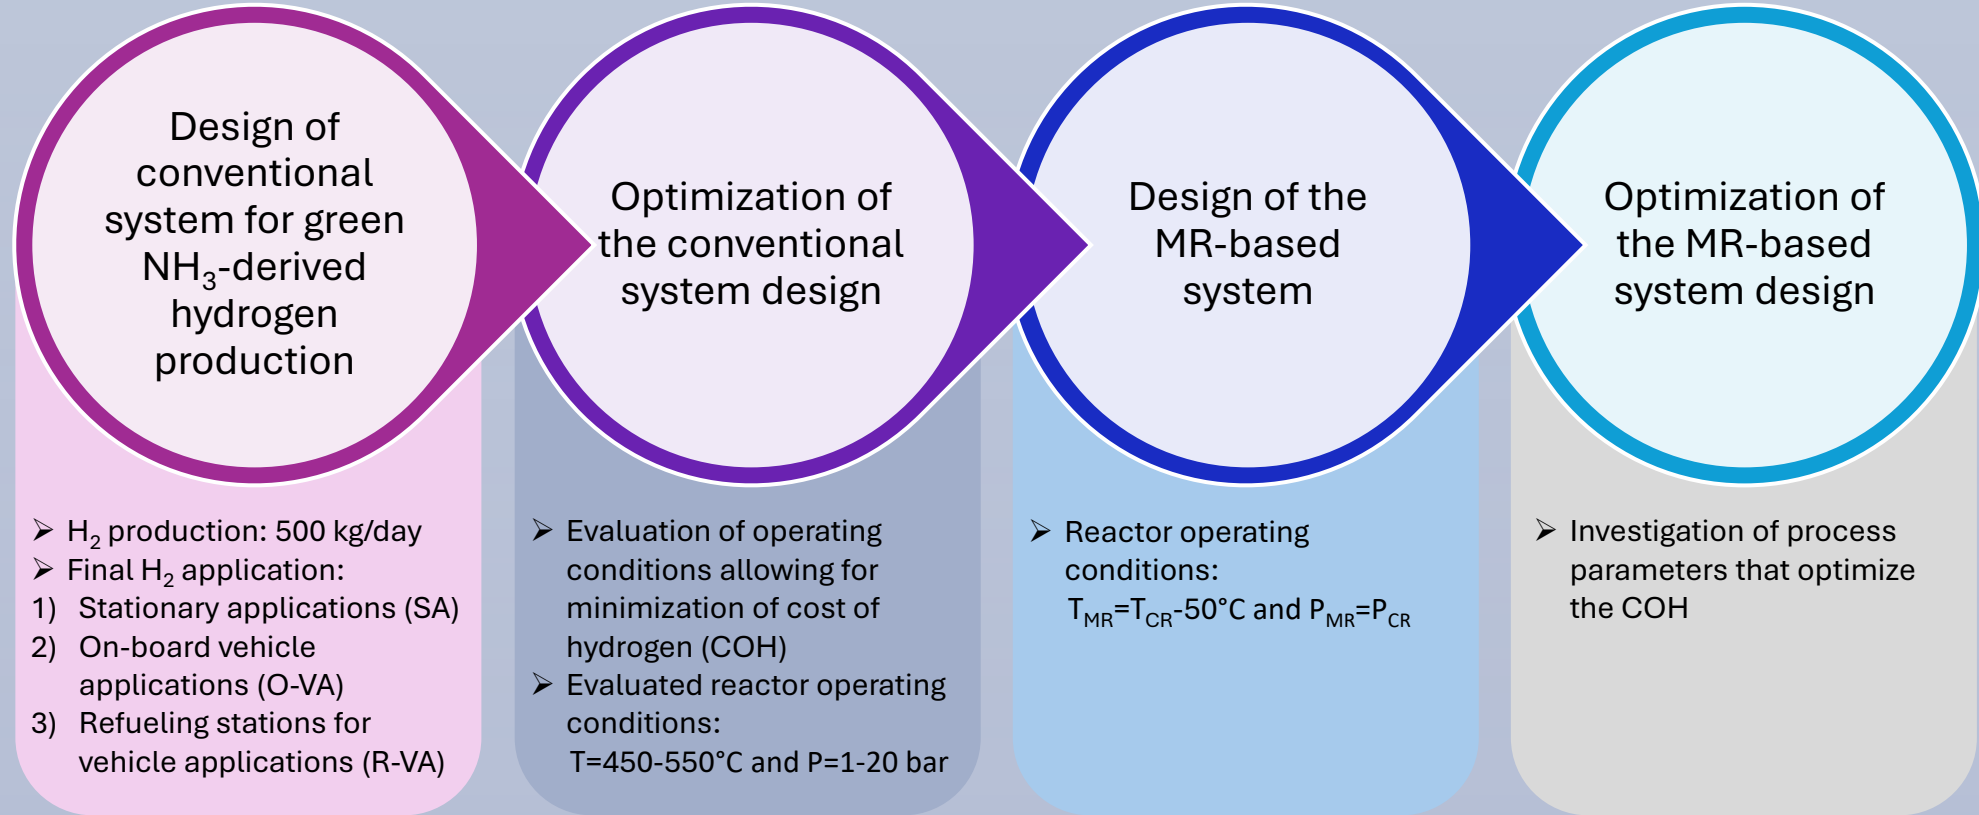 Design of
conventional
system for green
NH₃-derived
hydrogen
production
➢ H₂ production: 500 kg/day
➢ Final H₂ application:
1) Stationary applications (SA)
2) On-board vehicle
applications (O-VA)
3) Refueling stations for
vehicle applications (R-VA)
Optimization of
the conventional
system design
➢ Evaluation of operating
conditions allowing for
minimization of cost of
hydrogen (COH)
➢ Evaluated reactor operating
conditions:
T=450-550°C and P=1-20 bar
Design of the
MR-based
system
➢ Reactor operating
conditions:
T_MR=T_CR-50°C and P_MR=P_CR
Optimization of
the MR-based
system design
➢ Investigation of process
parameters that optimize
the COH